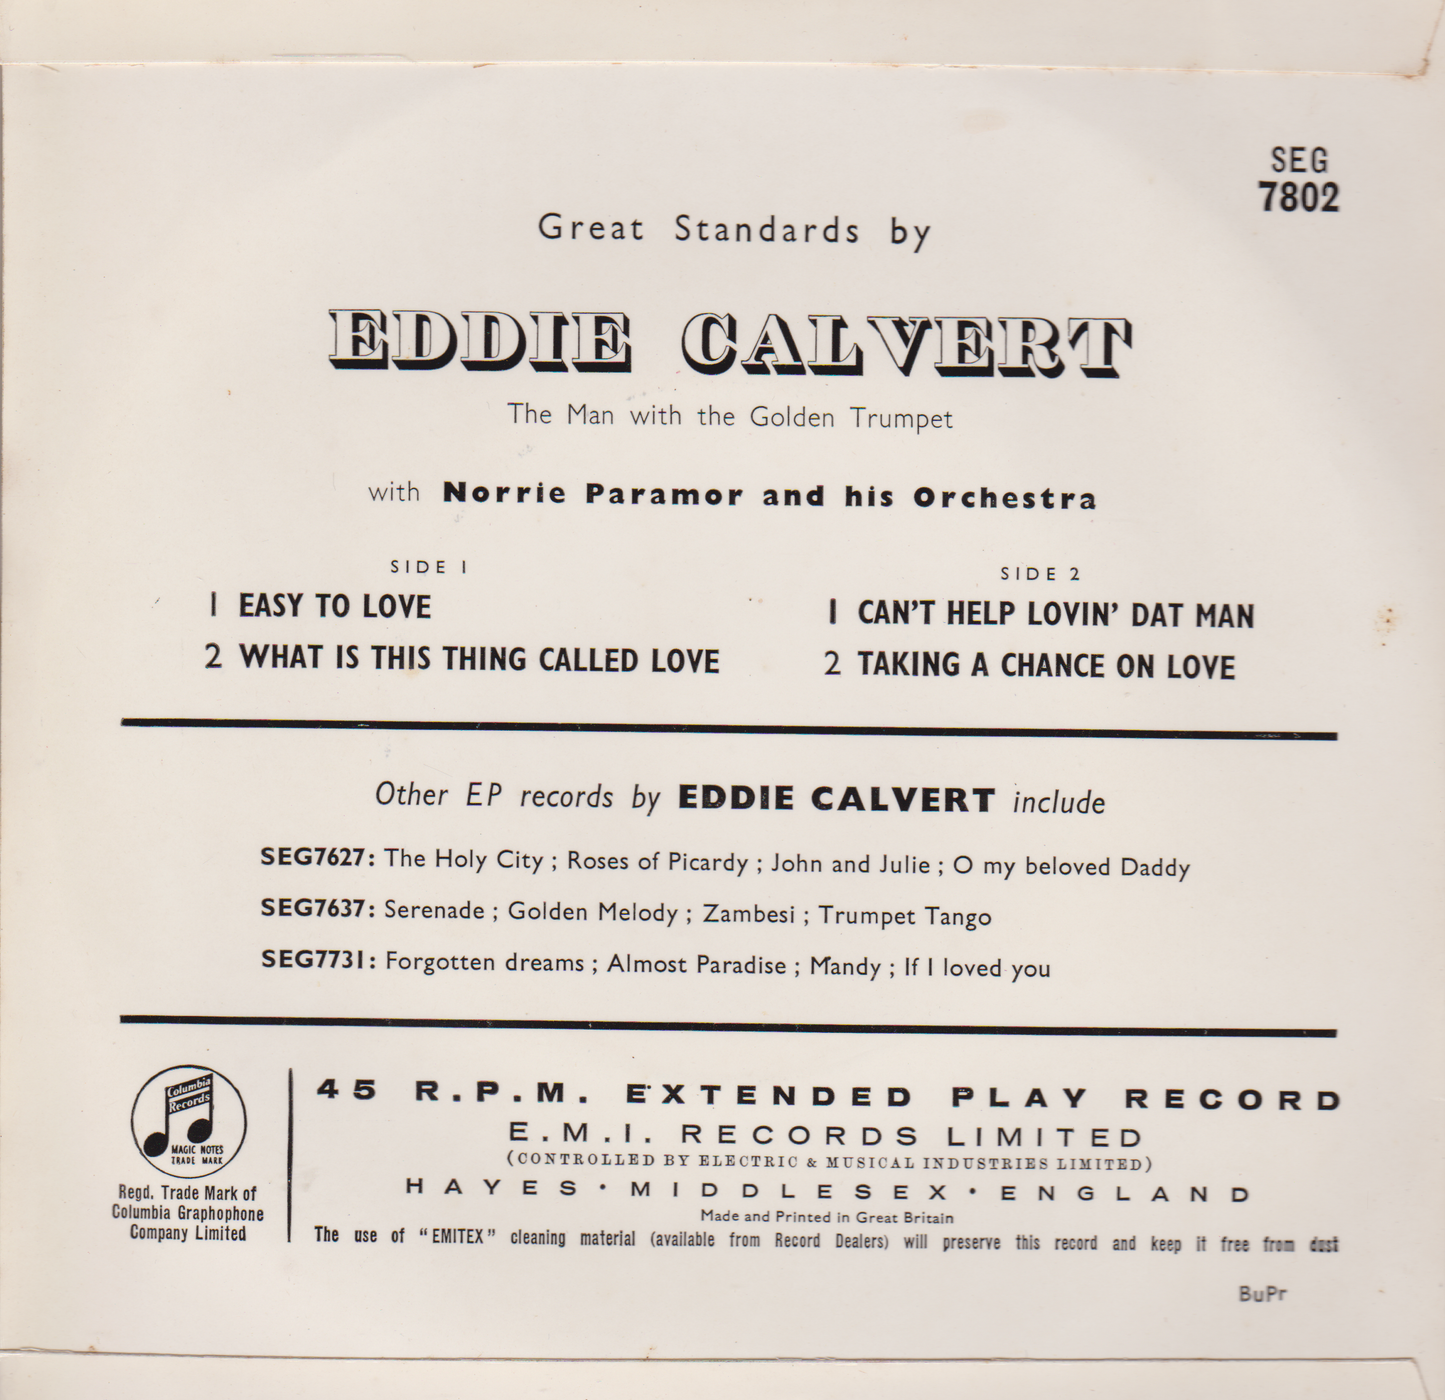 SEG
7802
Great Standards by
EDDIE CALVERT
The Man with the Golden Trumpet
with Norrie Paramor and his Orchestra
SIDE 1
1 EASY TO LOVE
2 WHAT IS THIS THING CALLED LOVE
SIDE 2
1 CAN'T HELP LOVIN' DAT MAN
2 TAKING A CHANCE ON LOVE
Other EP records by EDDIE CALVERT include
SEG7627: The Holy City ; Roses of Picardy ; John and Julie ; O my beloved Daddy
SEG7637: Serenade ; Golden Melody ; Zambesi ; Trumpet Tango
SEG7731: Forgotten dreams ; Almost Paradise ; Mandy ; If I loved you
Columbia
Records
MAGIC NOTES
TRADE MARK
Regd. Trade Mark of
Columbia Graphophone
Company Limited
45 R.P.M. EXTENDED PLAY RECORD
E.M.I. RECORDS LIMITED
(CONTROLLED BY ELECTRIC & MUSICAL INDUSTRIES LIMITED)
HAYES · MIDDLESEX · ENGLAND
Made and Printed in Great Britain
The use of "EMITEX" cleaning material (available from Record Dealers) will preserve this record and keep it free from dust
BuPr